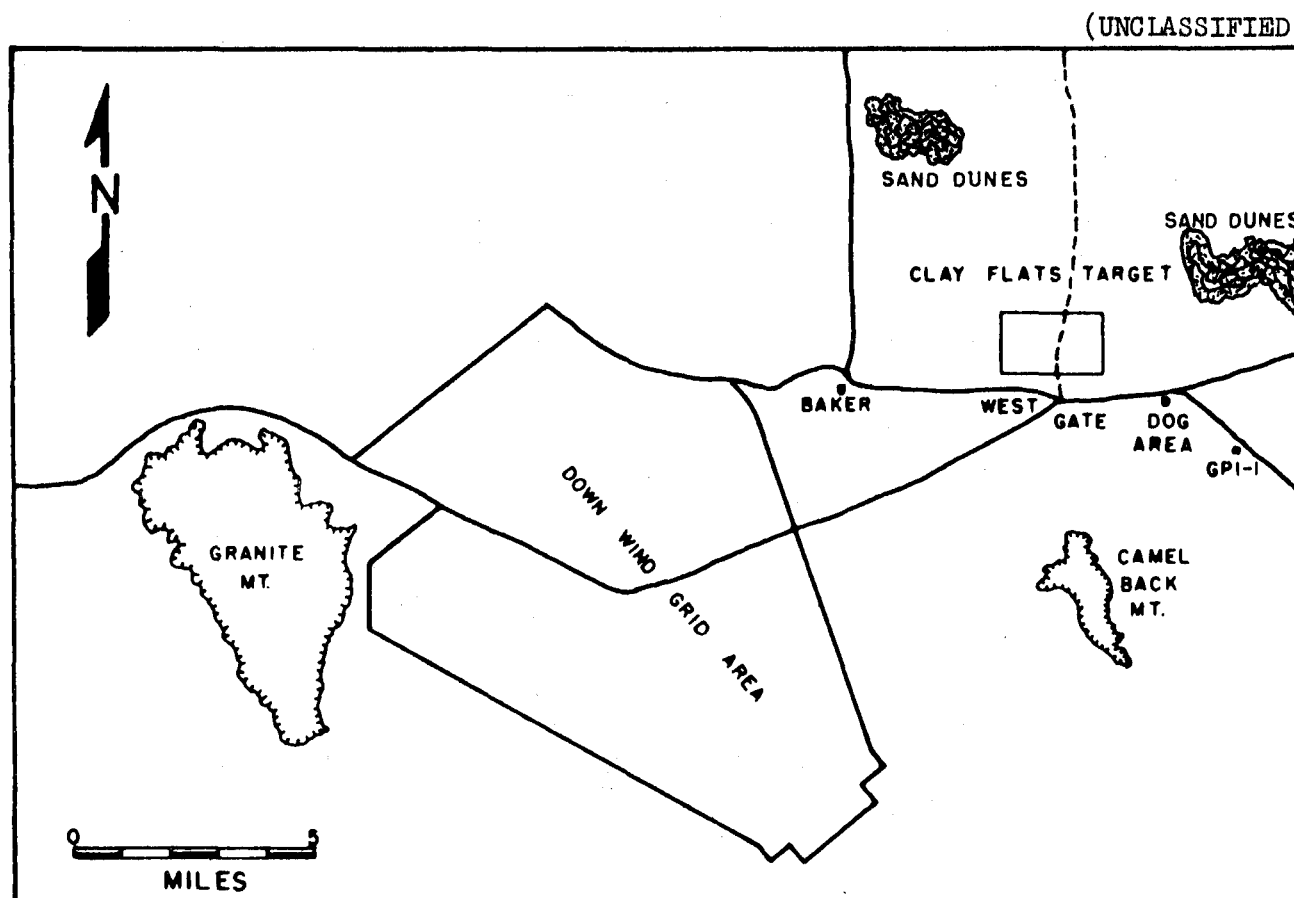 (UNCLASSIFIED
N
SAND DUNES
SAND DUNES
CLAY FLATS TARGET
BAKER
WEST GATE
DOG
AREA
GPI-1
DOWN WIND GRID AREA
GRANITE
MT.
CAMEL
BACK
MT.
0 5
MILES